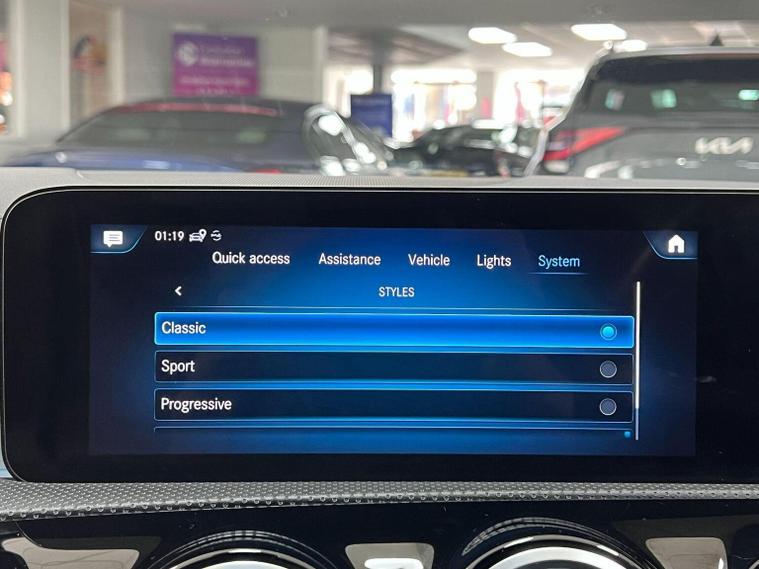 KIA
01:19
Quick access Assistance Vehicle Lights System
STYLES
Classic
Sport
Progressive